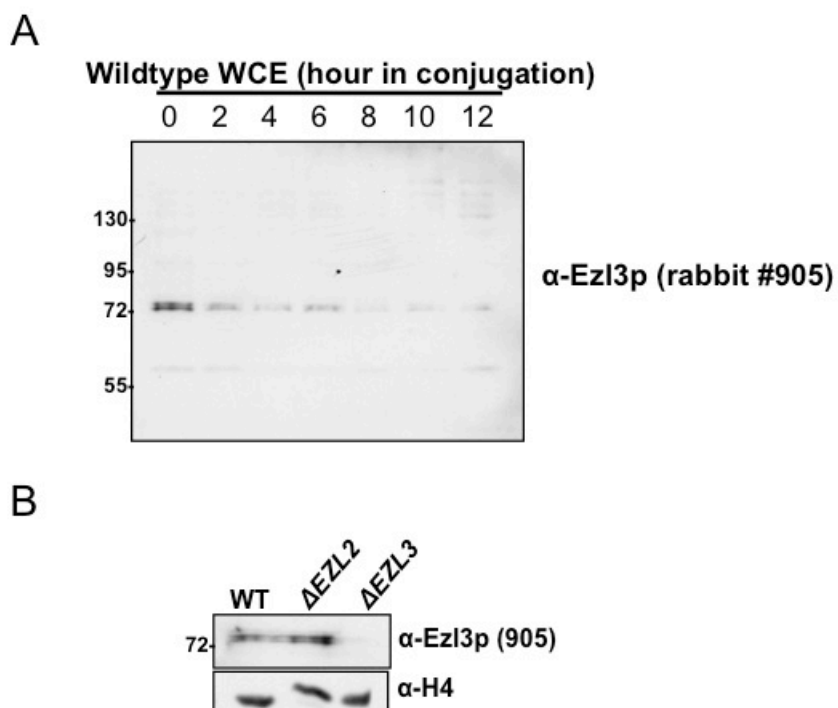 A
Wildtype WCE (hour in conjugation)
0 2 4 6 8 10 12
130
95
α-Ezl3p (rabbit #905)
72
55
B
WT ΔEZL2 ΔEZL3
72 α-Ezl3p (905)
α-H4